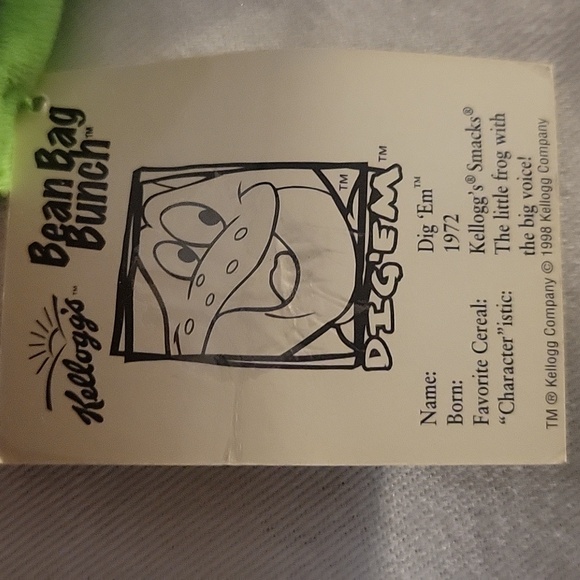 Kellogg's™
Bean Bag
Bunch™
TM
DIG'EM™
Name: Dig 'Em™
Born: 1972
Favorite Cereal: Kellogg's® Smacks®
"Character"istic: The little frog with
the big voice!
TM ® Kellogg Company © 1998 Kellogg Company